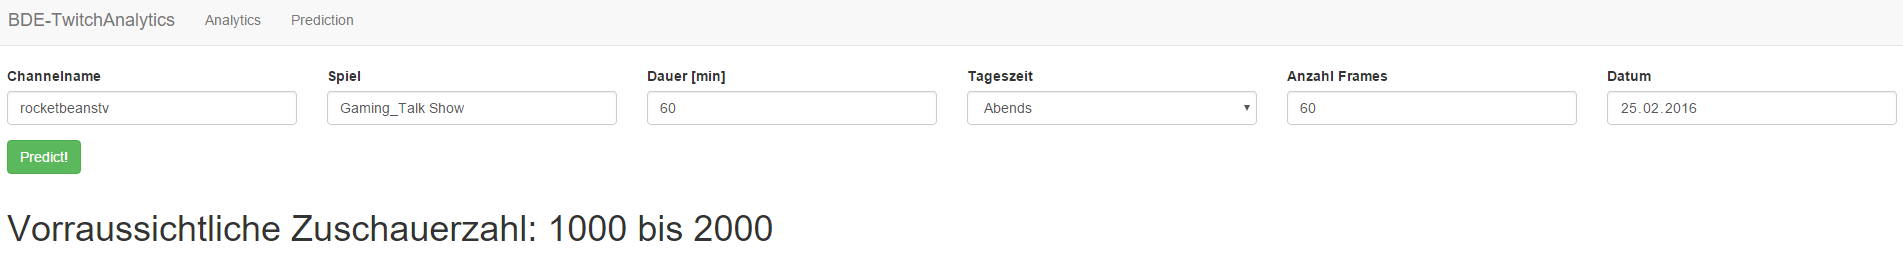 BDE-TwitchAnalytics Analytics Prediction
Channelname Spiel Dauer [min] Tageszeit Anzahl Frames Datum
rocketbeanstv Gaming_Talk Show 60 Abends 60 25.02.2016
Predict!
Vorraussichtliche Zuschauerzahl: 1000 bis 2000